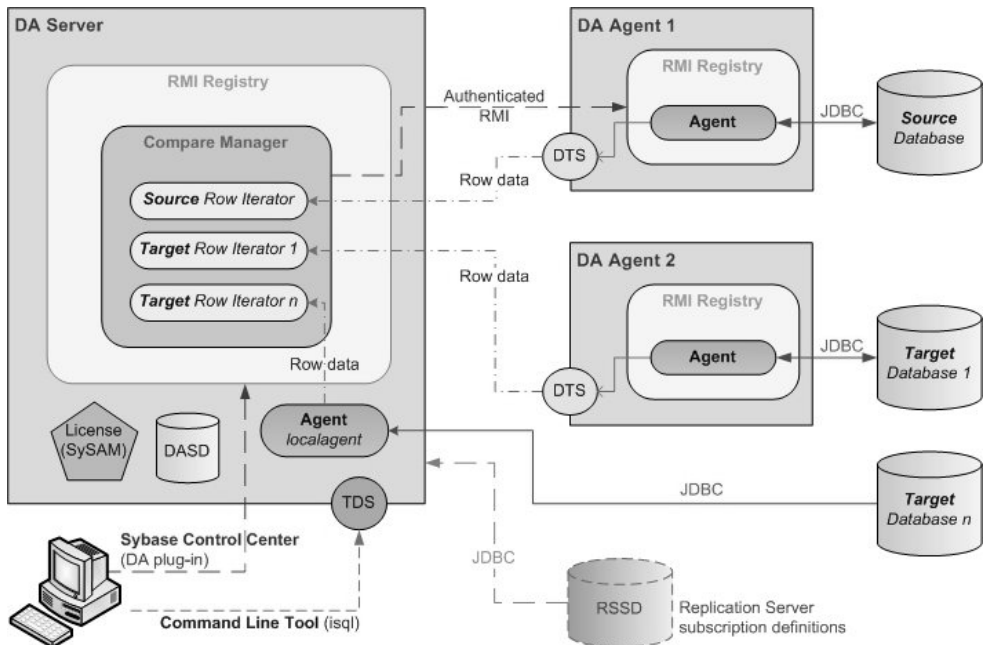 DA Server
RMI Registry
Compare Manager
Source Row Iterator
Target Row Iterator 1
Target Row Iterator n
Row data
Agent
localagent
License
(SySAM)
DASD
TDS
Authenticated
RMI
Row data
Row data
DA Agent 1
RMI Registry
Agent
DTS
JDBC
Source
Database
DA Agent 2
RMI Registry
Agent
DTS
JDBC
Target
Database 1
JDBC
Target
Database n
Sybase Control Center
(DA plug-in)
Command Line Tool (isql)
JDBC
RSSD
Replication Server
subscription definitions